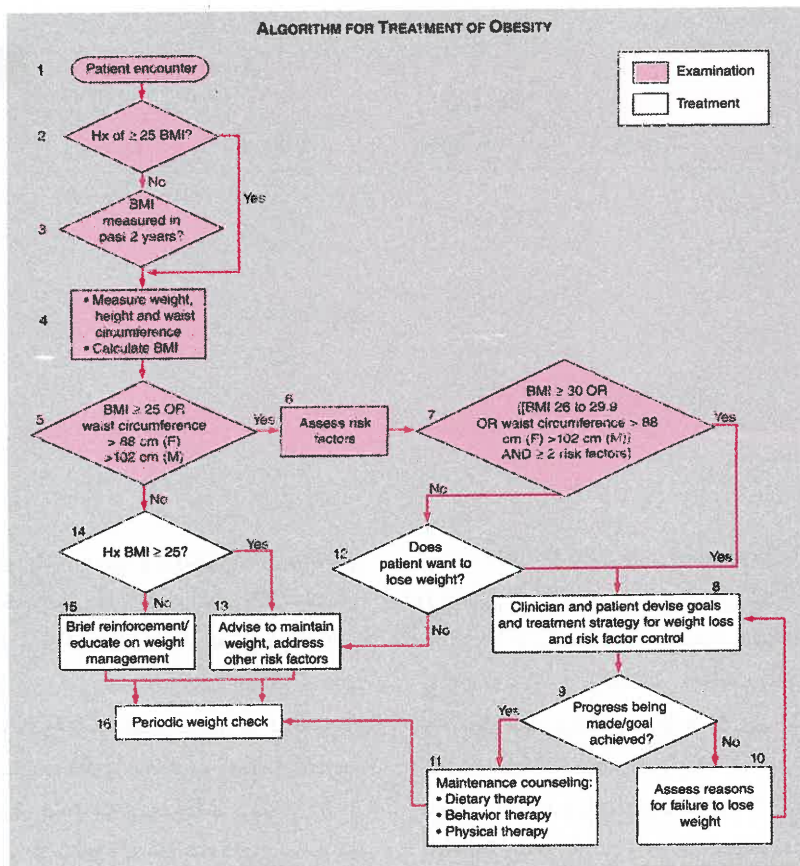 ALGORITHM FOR TREATMENT OF OBESITY
Examination
Treatment
1
Patient encounter
2
Hx of ≥ 25 BMI?
No
Yes
3
BMI
measured in
past 2 years?
4
• Measure weight,
height and waist
circumference
• Calculate BMI
5
BMI ≥ 25 OR
waist circumference
> 88 cm (F)
>102 cm (M)
Yes
No
6
Assess risk
factors
7
BMI ≥ 30 OR
{[BMI 26 to 29.9
OR waist circumference > 88
cm (F) >102 cm (M)]
AND ≥ 2 risk factors}
Yes
No
14
Hx BMI ≥ 25?
Yes
No
12
Does
patient want to
lose weight?
Yes
No
8
Clinician and patient devise goals
and treatment strategy for weight loss
and risk factor control
15
Brief reinforcement/
educate on weight
management
13
Advise to maintain
weight, address
other risk factors
9
Progress being
made/goal
achieved?
Yes
No
16
Periodic weight check
11
Maintenance counseling:
• Dietary therapy
• Behavior therapy
• Physical therapy
10
Assess reasons
for failure to lose
weight